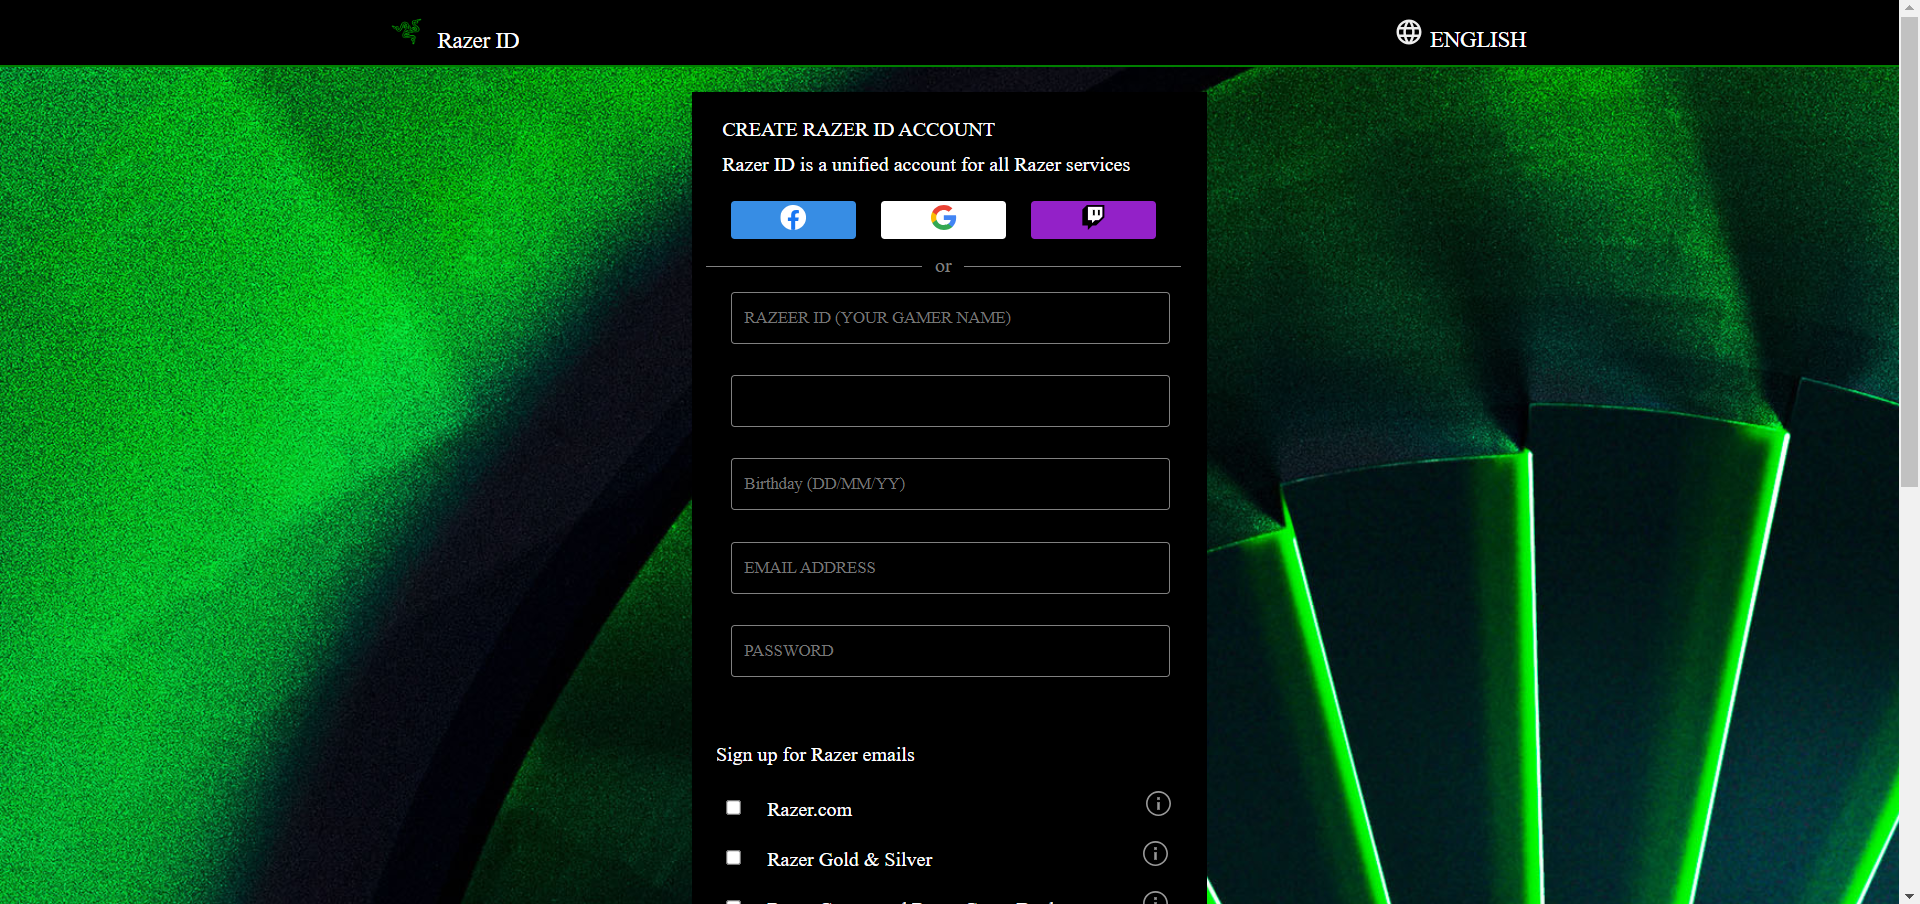 Razer ID
ENGLISH
CREATE RAZER ID ACCOUNT
Razer ID is a unified account for all Razer services
or
RAZEER ID (YOUR GAMER NAME)
Birthday (DD/MM/YY)
EMAIL ADDRESS
PASSWORD
Sign up for Razer emails
Razer.com
Razer Gold & Silver